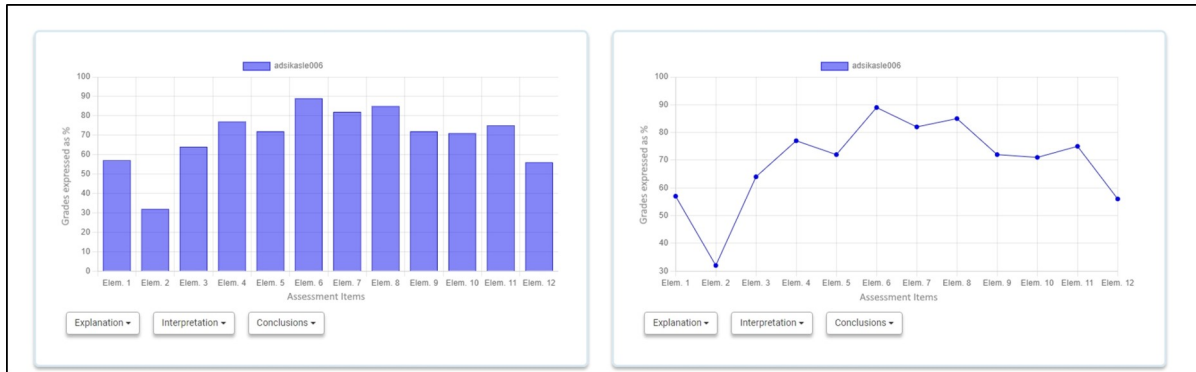 adsikasle006
Grades expressed as %
100
90
80
70
60
50
40
30
20
10
0
Elem. 1 Elem. 2 Elem. 3 Elem. 4 Elem. 5 Elem. 6 Elem. 7 Elem. 8 Elem. 9 Elem. 10 Elem. 11 Elem. 12
Assessment Items
Explanation Interpretation Conclusions
adsikasle006
Grades expressed as %
100
90
80
70
60
50
40
30
Elem. 1 Elem. 2 Elem. 3 Elem. 4 Elem. 5 Elem. 6 Elem. 7 Elem. 8 Elem. 9 Elem. 10 Elem. 11 Elem. 12
Assessment Items
Explanation Interpretation Conclusions